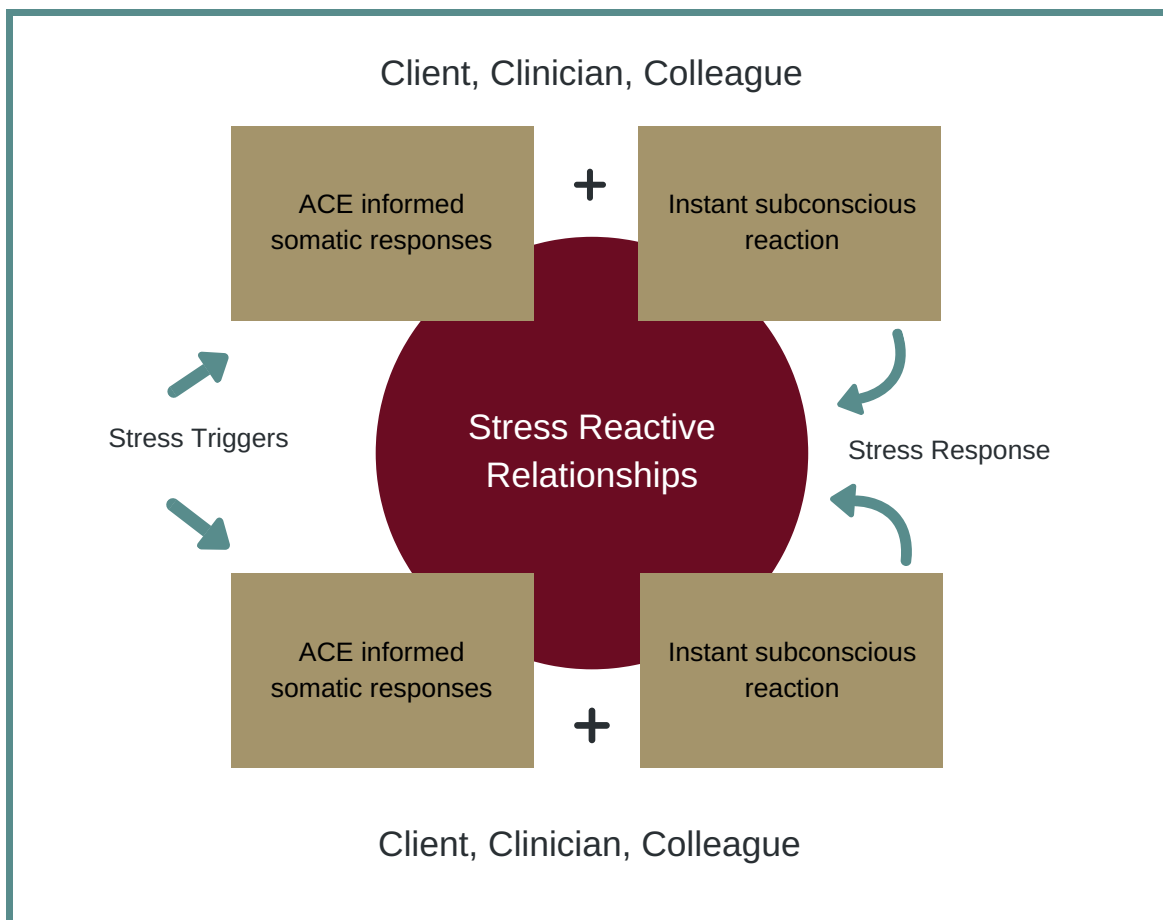 Client, Clinician, Colleague
ACE informed
somatic responses
+
Instant subconscious
reaction
Stress Triggers
Stress Reactive
Relationships
Stress Response
ACE informed
somatic responses
+
Instant subconscious
reaction
Client, Clinician, Colleague